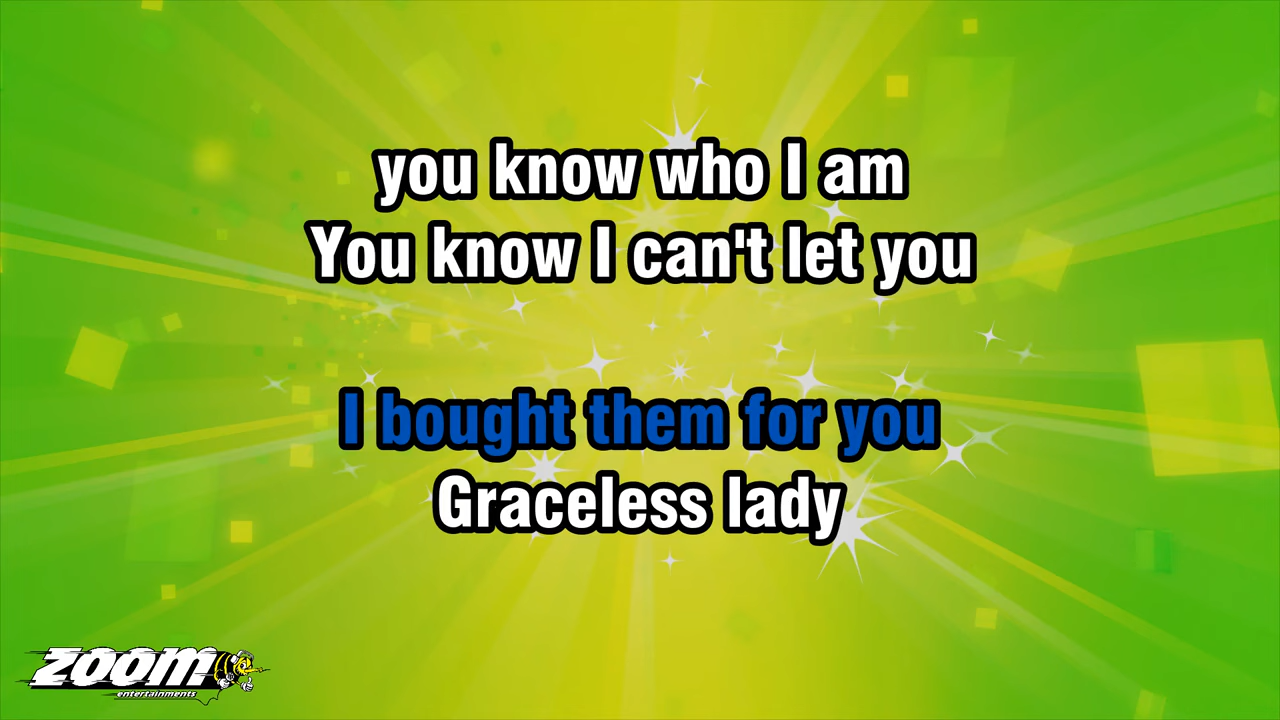 you know who I am
You know I can't let you
I bought them for you
Graceless lady
ZOOM
entertainments